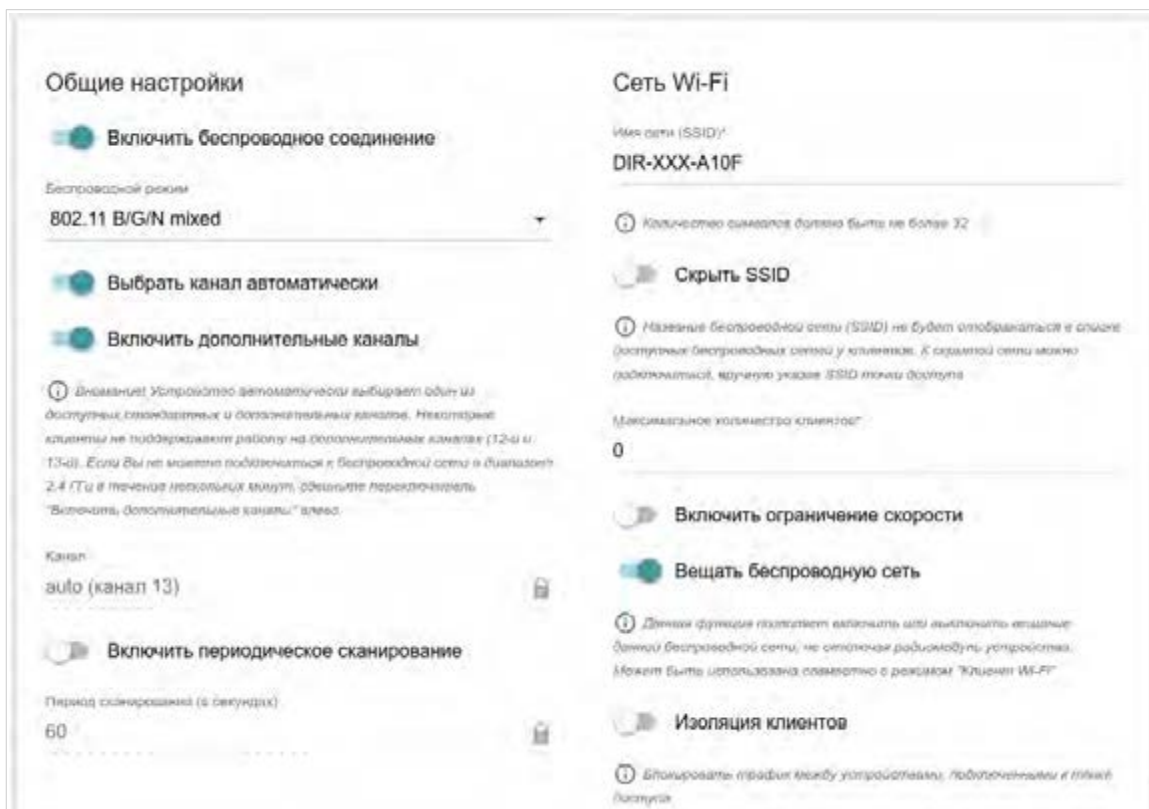 Общие настройки
Включить беспроводное соединение
Беспроводной режим
802.11 B/G/N mixed
Выбрать канал автоматически
Включить дополнительные каналы
Внимание! Устройство автоматически выбирает один из
доступных стандартных и дополнительных каналов. Некоторые
клиенты не поддерживают работу на дополнительных каналах (12-й и
13-й). Если Вы не можете подключиться к беспроводной сети в диапазоне
2.4 ГГц в течение нескольких минут, сдвиньте переключатель
"Включить дополнительные каналы" влево.
Канал
auto (канал 13)
Включить периодическое сканирование
Период сканирования (в секундах)
60
Сеть Wi-Fi
Имя сети (SSID)*
DIR-XXX-A10F
Количество символов должно быть не более 32
Скрыть SSID
Название беспроводной сети (SSID) не будет отображаться в списке
доступных беспроводных сетей у клиентов. К скрытой сети можно
подключиться, вручную указав SSID точки доступа
Максимальное количество клиентов*
0
Включить ограничение скорости
Вещать беспроводную сеть
Данная функция позволяет включить или выключить вещание
данной беспроводной сети, не отключая радиомодуль устройства.
Может быть использована совместно с режимом "Клиент Wi-Fi"
Изоляция клиентов
Блокировать трафик между устройствами, подключенными к точке
доступа